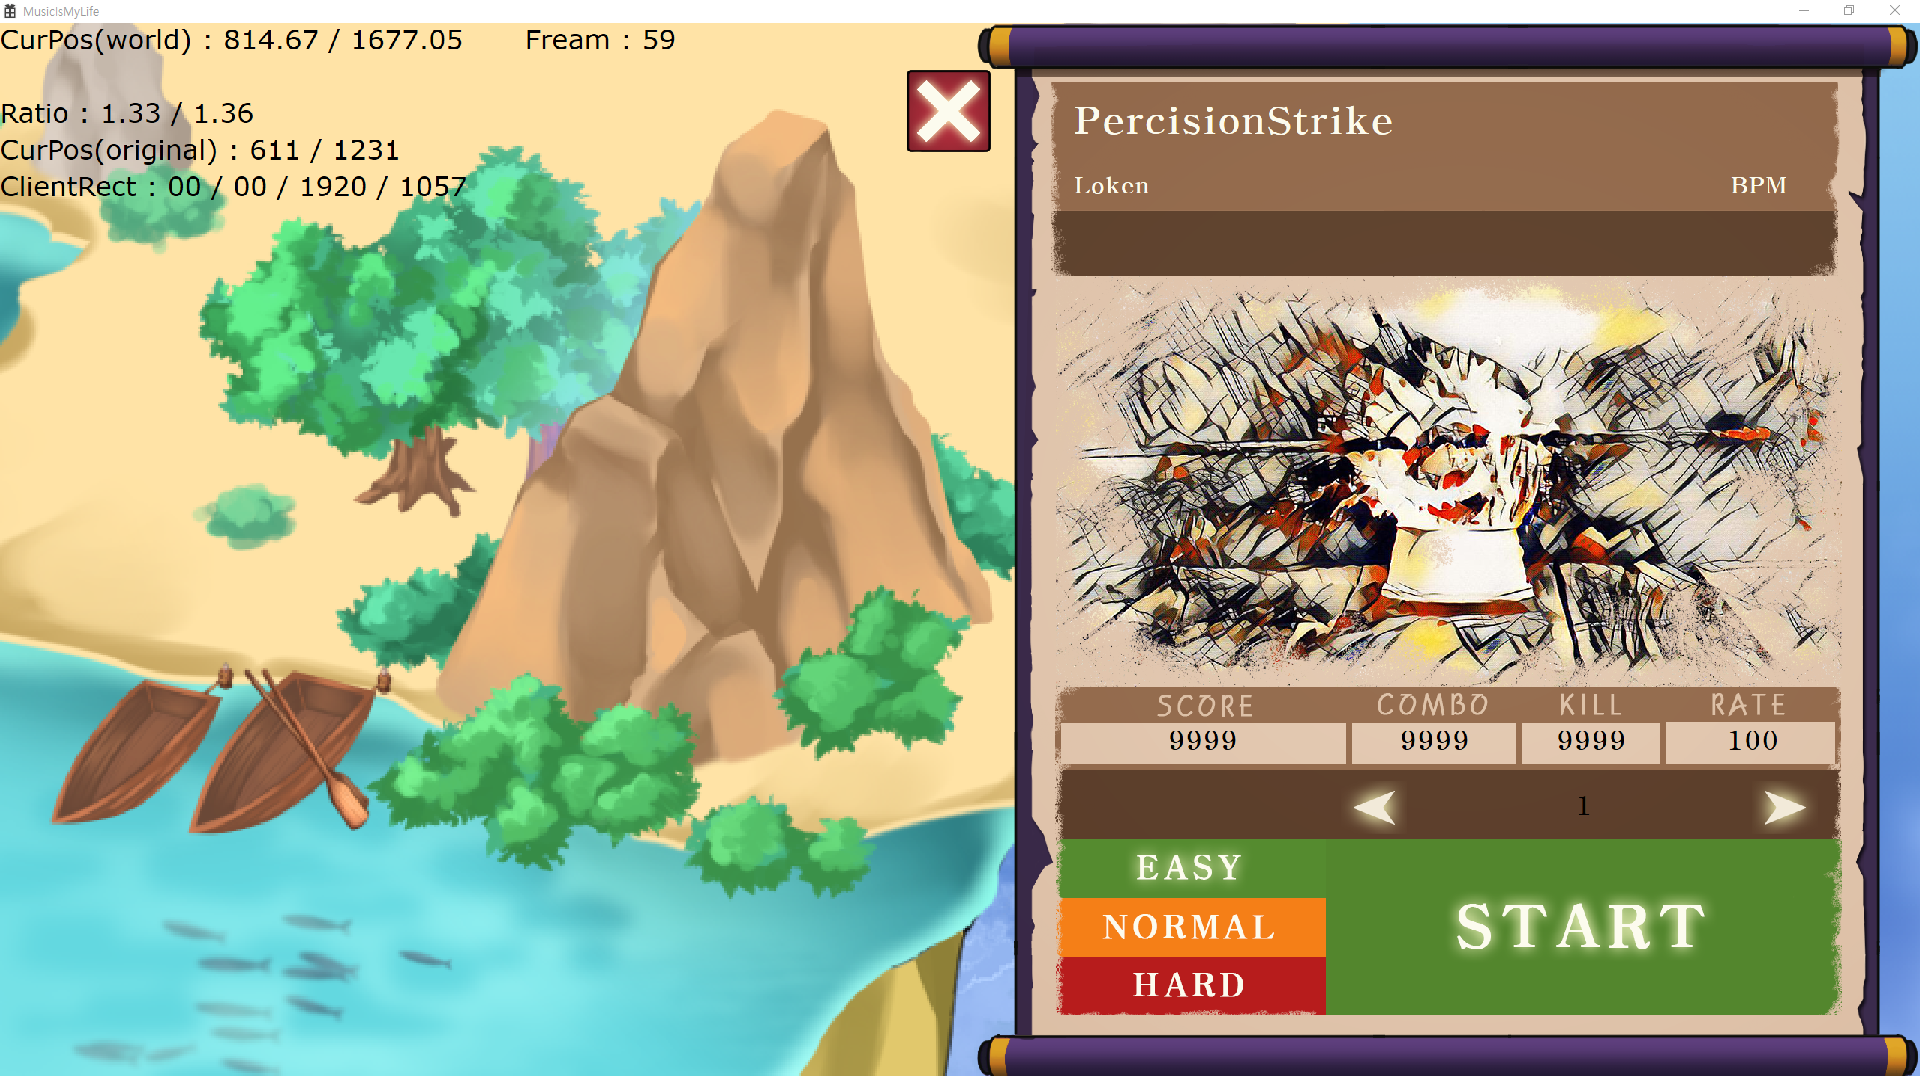 MusicIsMyLife
CurPos(world) : 814.67 / 1677.05 Fream : 59
Ratio : 1.33 / 1.36
CurPos(original) : 611 / 1231
ClientRect : 00 / 00 / 1920 / 1057
PercisionStrike
Loken BPM
SCORE COMBO KILL RATE
9999 9999 9999 100
1
EASY
NORMAL
HARD
START